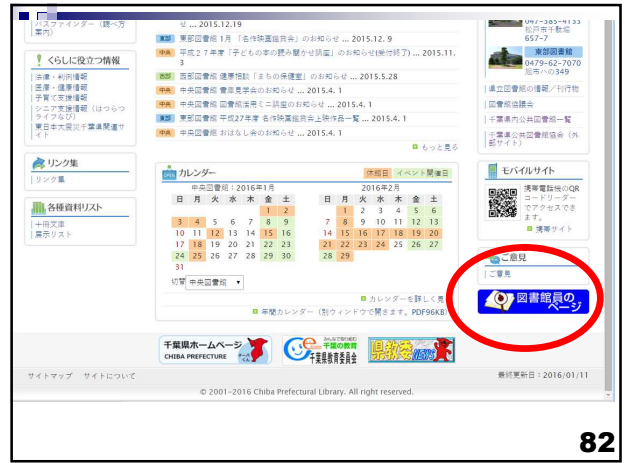 パスファインダー（調べ方
案内）
くらしに役立つ情報
法律・判例情報
医療・健康情報
子育て支援情報
シニア支援情報（はつらつ
ライフなび）
東日本大震災千葉県関連サ
イト
リンク集
リンク集
各種資料リスト
十冊文庫
展示リスト
せ ... 2015.12.19
東部 東部図書館 1月 「名作映画鑑賞会」のお知らせ ... 2015.12. 9
中央 平成27年度「子どもの本の読み聞かせ講座」のお知らせ(受付終了) ... 2015.11.
3
西部 西部図書館 健康相談「まちの保健室」のお知らせ ... 2015.5.28
中央 中央図書館 書庫見学会のお知らせ ... 2015.4. 1
中央 中央図書館 図書館活用ミニ講座のお知らせ ... 2015.4. 1
東部 東部図書館 平成27年度 名作映画鑑賞会上映作品一覧 ... 2015.4. 1
中央 中央図書館 おはなし会のお知らせ ... 2015.4. 1
もっと見る
OPEN カレンダー 休館日 イベント開催日
中央図書館：2016年1月
日 月 火 水 木 金 土
1 2
3 4 5 6 7 8 9
10 11 12 13 14 15 16
17 18 19 20 21 22 23
24 25 26 27 28 29 30
31
2016年2月
日 月 火 水 木 金 土
1 2 3 4 5 6
7 8 9 10 11 12 13
14 15 16 17 18 19 20
21 22 23 24 25 26 27
28 29
切替 中央図書館
カレンダーを詳しく見
年間カレンダー（別ウィンドウで開きます。PDF96KB）
047-385-4133
松戸市千駄堀
657-7
東部図書館
0479-62-7070
旭市ハの349
県立図書館の情報／刊行物
図書館協議会
千葉県内公共図書館一覧
千葉県公共図書館協会（外
部サイト）
モバイルサイト
携帯電話機のQR
コードリーダー
でアクセスでき
ます。
携帯サイト
ご意見
ご意見
図書館員の
ページ
千葉県ホームページ
CHIBA PREFECTURE
みんなで取り組む
千葉の教育
千葉県教育委員会
県教委NEWS
サイトマップ サイトについて
最終更新日：2016/01/11
© 2001-2016 Chiba Prefectural Library. All right reserved.
82